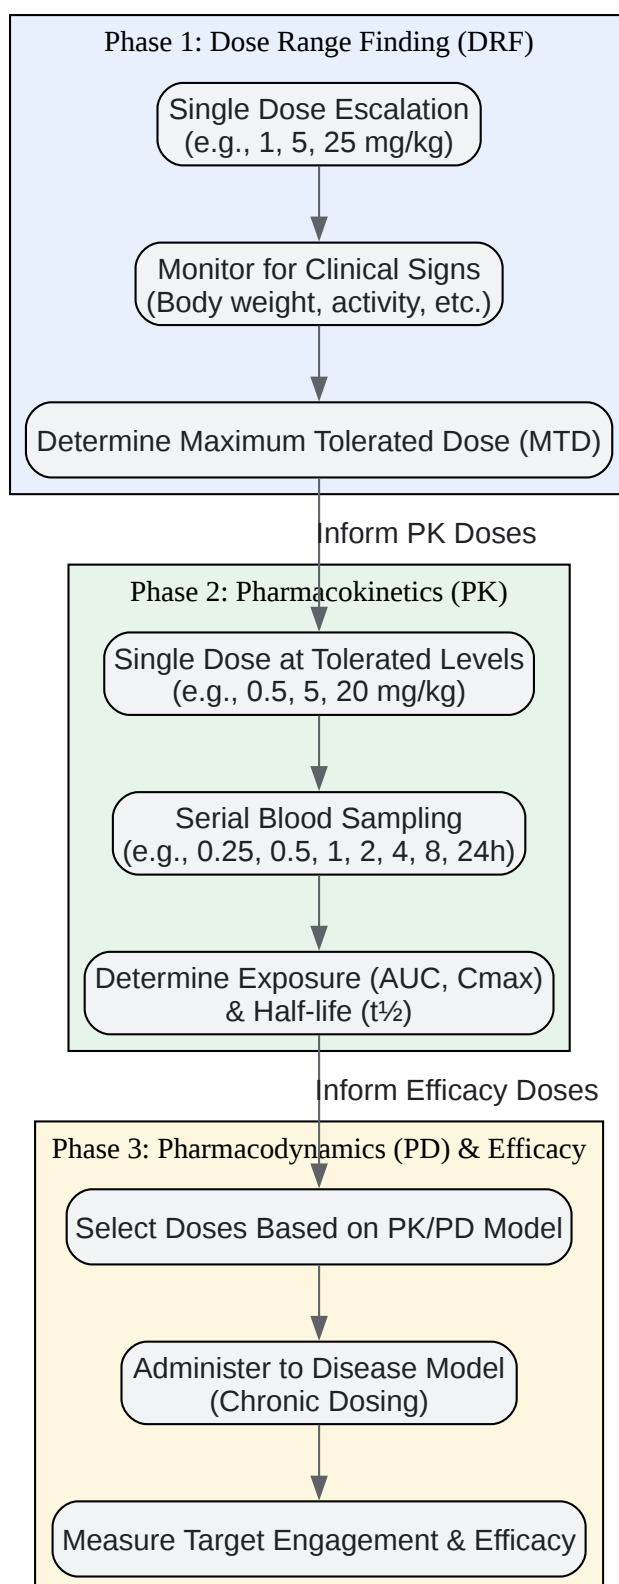 Phase 1: Dose Range Finding (DRF)
Single Dose Escalation
(e.g., 1, 5, 25 mg/kg)
Monitor for Clinical Signs
(Body weight, activity, etc.)
Determine Maximum Tolerated Dose (MTD)
Inform PK Doses
Phase 2: Pharmacokinetics (PK)
Single Dose at Tolerated Levels
(e.g., 0.5, 5, 20 mg/kg)
Serial Blood Sampling
(e.g., 0.25, 0.5, 1, 2, 4, 8, 24h)
Determine Exposure (AUC, Cmax)
& Half-life (t½)
Inform Efficacy Doses
Phase 3: Pharmacodynamics (PD) & Efficacy
Select Doses Based on PK/PD Model
Administer to Disease Model
(Chronic Dosing)
Measure Target Engagement & Efficacy